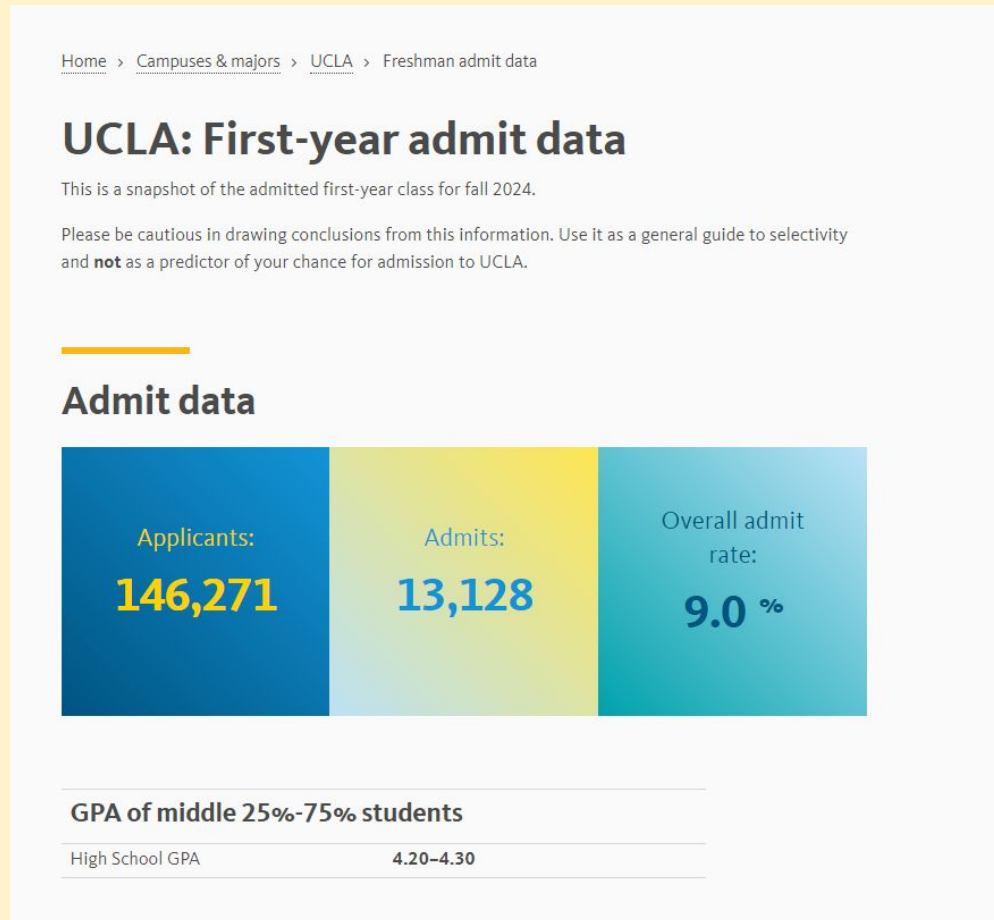 Home › Campuses & majors › UCLA › Freshman admit data
UCLA: First-year admit data
This is a snapshot of the admitted first-year class for fall 2024.
Please be cautious in drawing conclusions from this information. Use it as a general guide to selectivity
and not as a predictor of your chance for admission to UCLA.
Admit data
Applicants:
146,271
Admits:
13,128
Overall admit
rate:
9.0 %
GPA of middle 25%-75% students
High School GPA 4.20–4.30